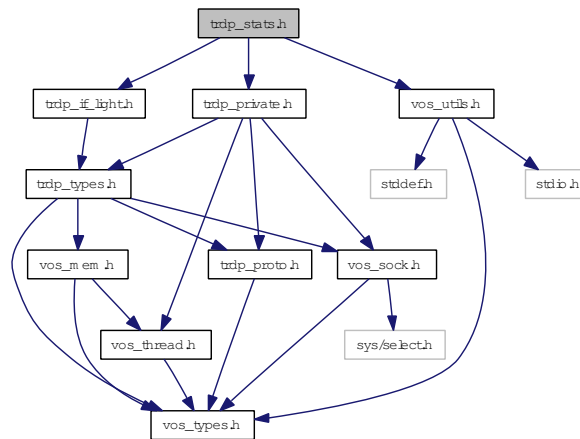 trdp_stats.h
trdp_if_light.h
trdp_private.h
vos_utils.h
trdp_types.h
stddef.h
stdio.h
vos_mem.h
trdp_proto.h
vos_sock.h
vos_thread.h
sys/select.h
vos_types.h